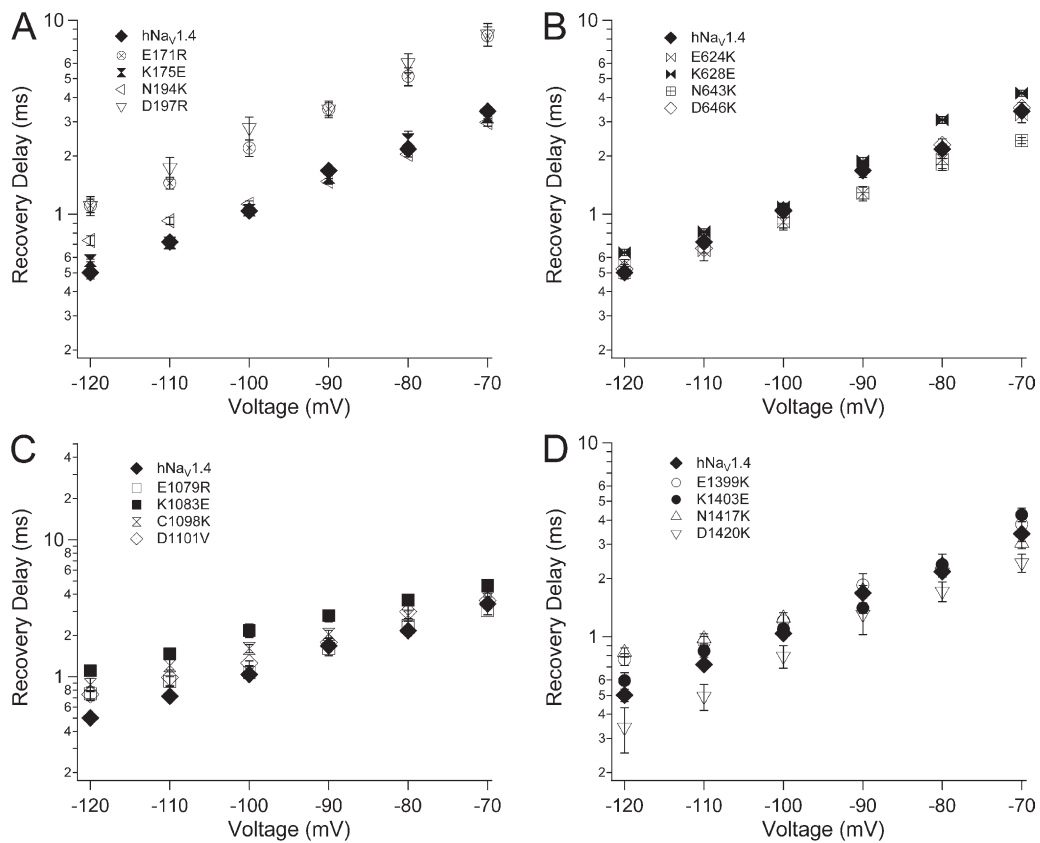 A
hNaV1.4
E171R
K175E
N194K
D197R
Recovery Delay (ms)
10
6
5
4
3
2
1
6
5
4
3
2
-120 -110 -100 -90 -80 -70
Voltage (mV)
B
hNaV1.4
E624K
K628E
N643K
D646K
Recovery Delay (ms)
10
6
5
4
3
2
1
6
5
4
3
2
-120 -110 -100 -90 -80 -70
Voltage (mV)
C
hNaV1.4
E1079R
K1083E
C1098K
D1101V
Recovery Delay (ms)
4
2
10
8
6
4
2
1
8
6
4
2
-120 -110 -100 -90 -80 -70
Voltage (mV)
D
hNaV1.4
E1399K
K1403E
N1417K
D1420K
Recovery Delay (ms)
10
6
5
4
3
2
1
6
5
4
3
2
-120 -110 -100 -90 -80 -70
Voltage (mV)